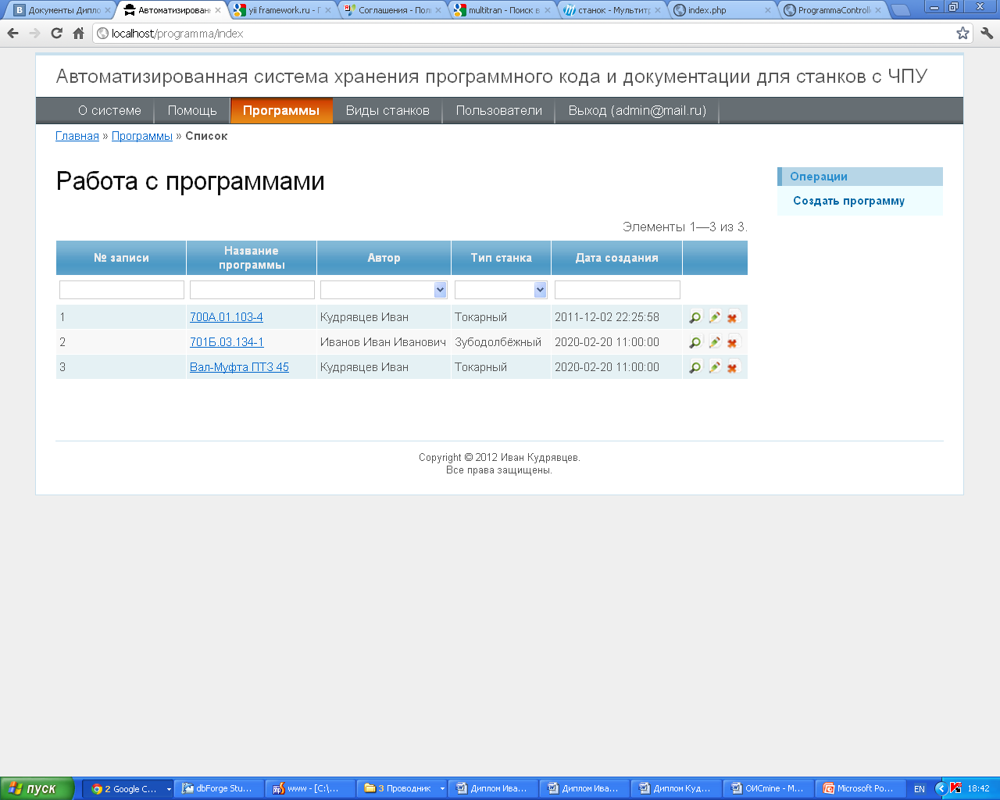 Документы Дипло
Автоматизирован
yii framework.ru - П
Соглашения - Пол
multitran - Поиск в
станок - Мультитр
index.php
ProgrammaControlle
localhost/programma/index
Автоматизированная система хранения программного кода и документации для станков с ЧПУ
О системе
Помощь
Программы
Виды станков
Пользователи
Выход (admin@mail.ru)
Главная » Программы » Список
Работа с программами
Операции
Создать программу
Элементы 1—3 из 3.
№ записи
Название программы
Автор
Тип станка
Дата создания
1 700А.01.103-4 Кудрявцев Иван Токарный 2011-12-02 22:25:58
2 701Б.03.134-1 Иванов Иван Иванович Зубодолбёжный 2020-02-20 11:00:00
3 Вал-Муфта ПТЗ 45 Кудрявцев Иван Токарный 2020-02-20 11:00:00
Copyright © 2012 Иван Кудрявцев.
Все права защищены.
пуск
2 Google C...
dbForge Stu...
www - [C:\...
3 Проводник
Диплом Ива...
Диплом Ива...
Диплом Куд...
ОИСmine - M...
Microsoft Po...
EN
18:42